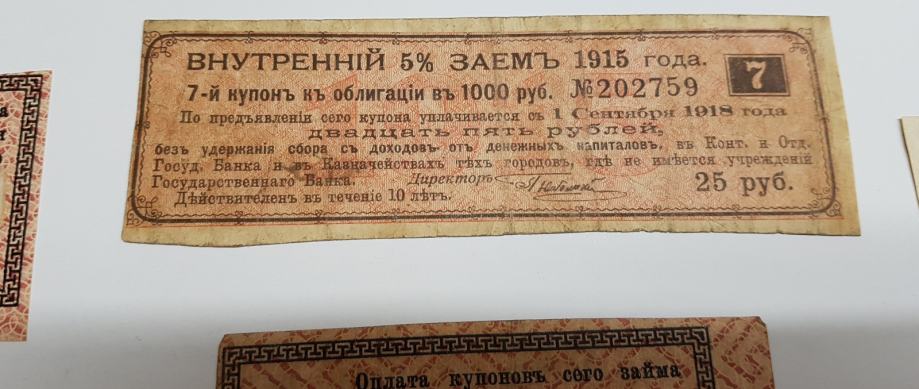 ВНУТРЕННІЙ 5% ЗАЕМЪ 1915 года.
7
7-й купонъ къ облигаціи въ 1000 руб. №202759
По предъявленіи сего купона уплачивается съ 1 Сентября 1918 года
двадцать пять рублей,
безъ удержанія сбора съ доходовъ отъ денежныхъ капиталовъ, въ Конт. и Отд.
Госуд. Банка и въ Казначействахъ тѣхъ городовъ, гдѣ не имѣется учрежденій
Государственнаго Банка. Директоръ
25 руб.
Дѣйствителенъ въ теченіе 10 лѣтъ.
Оплата купоновъ сего займа